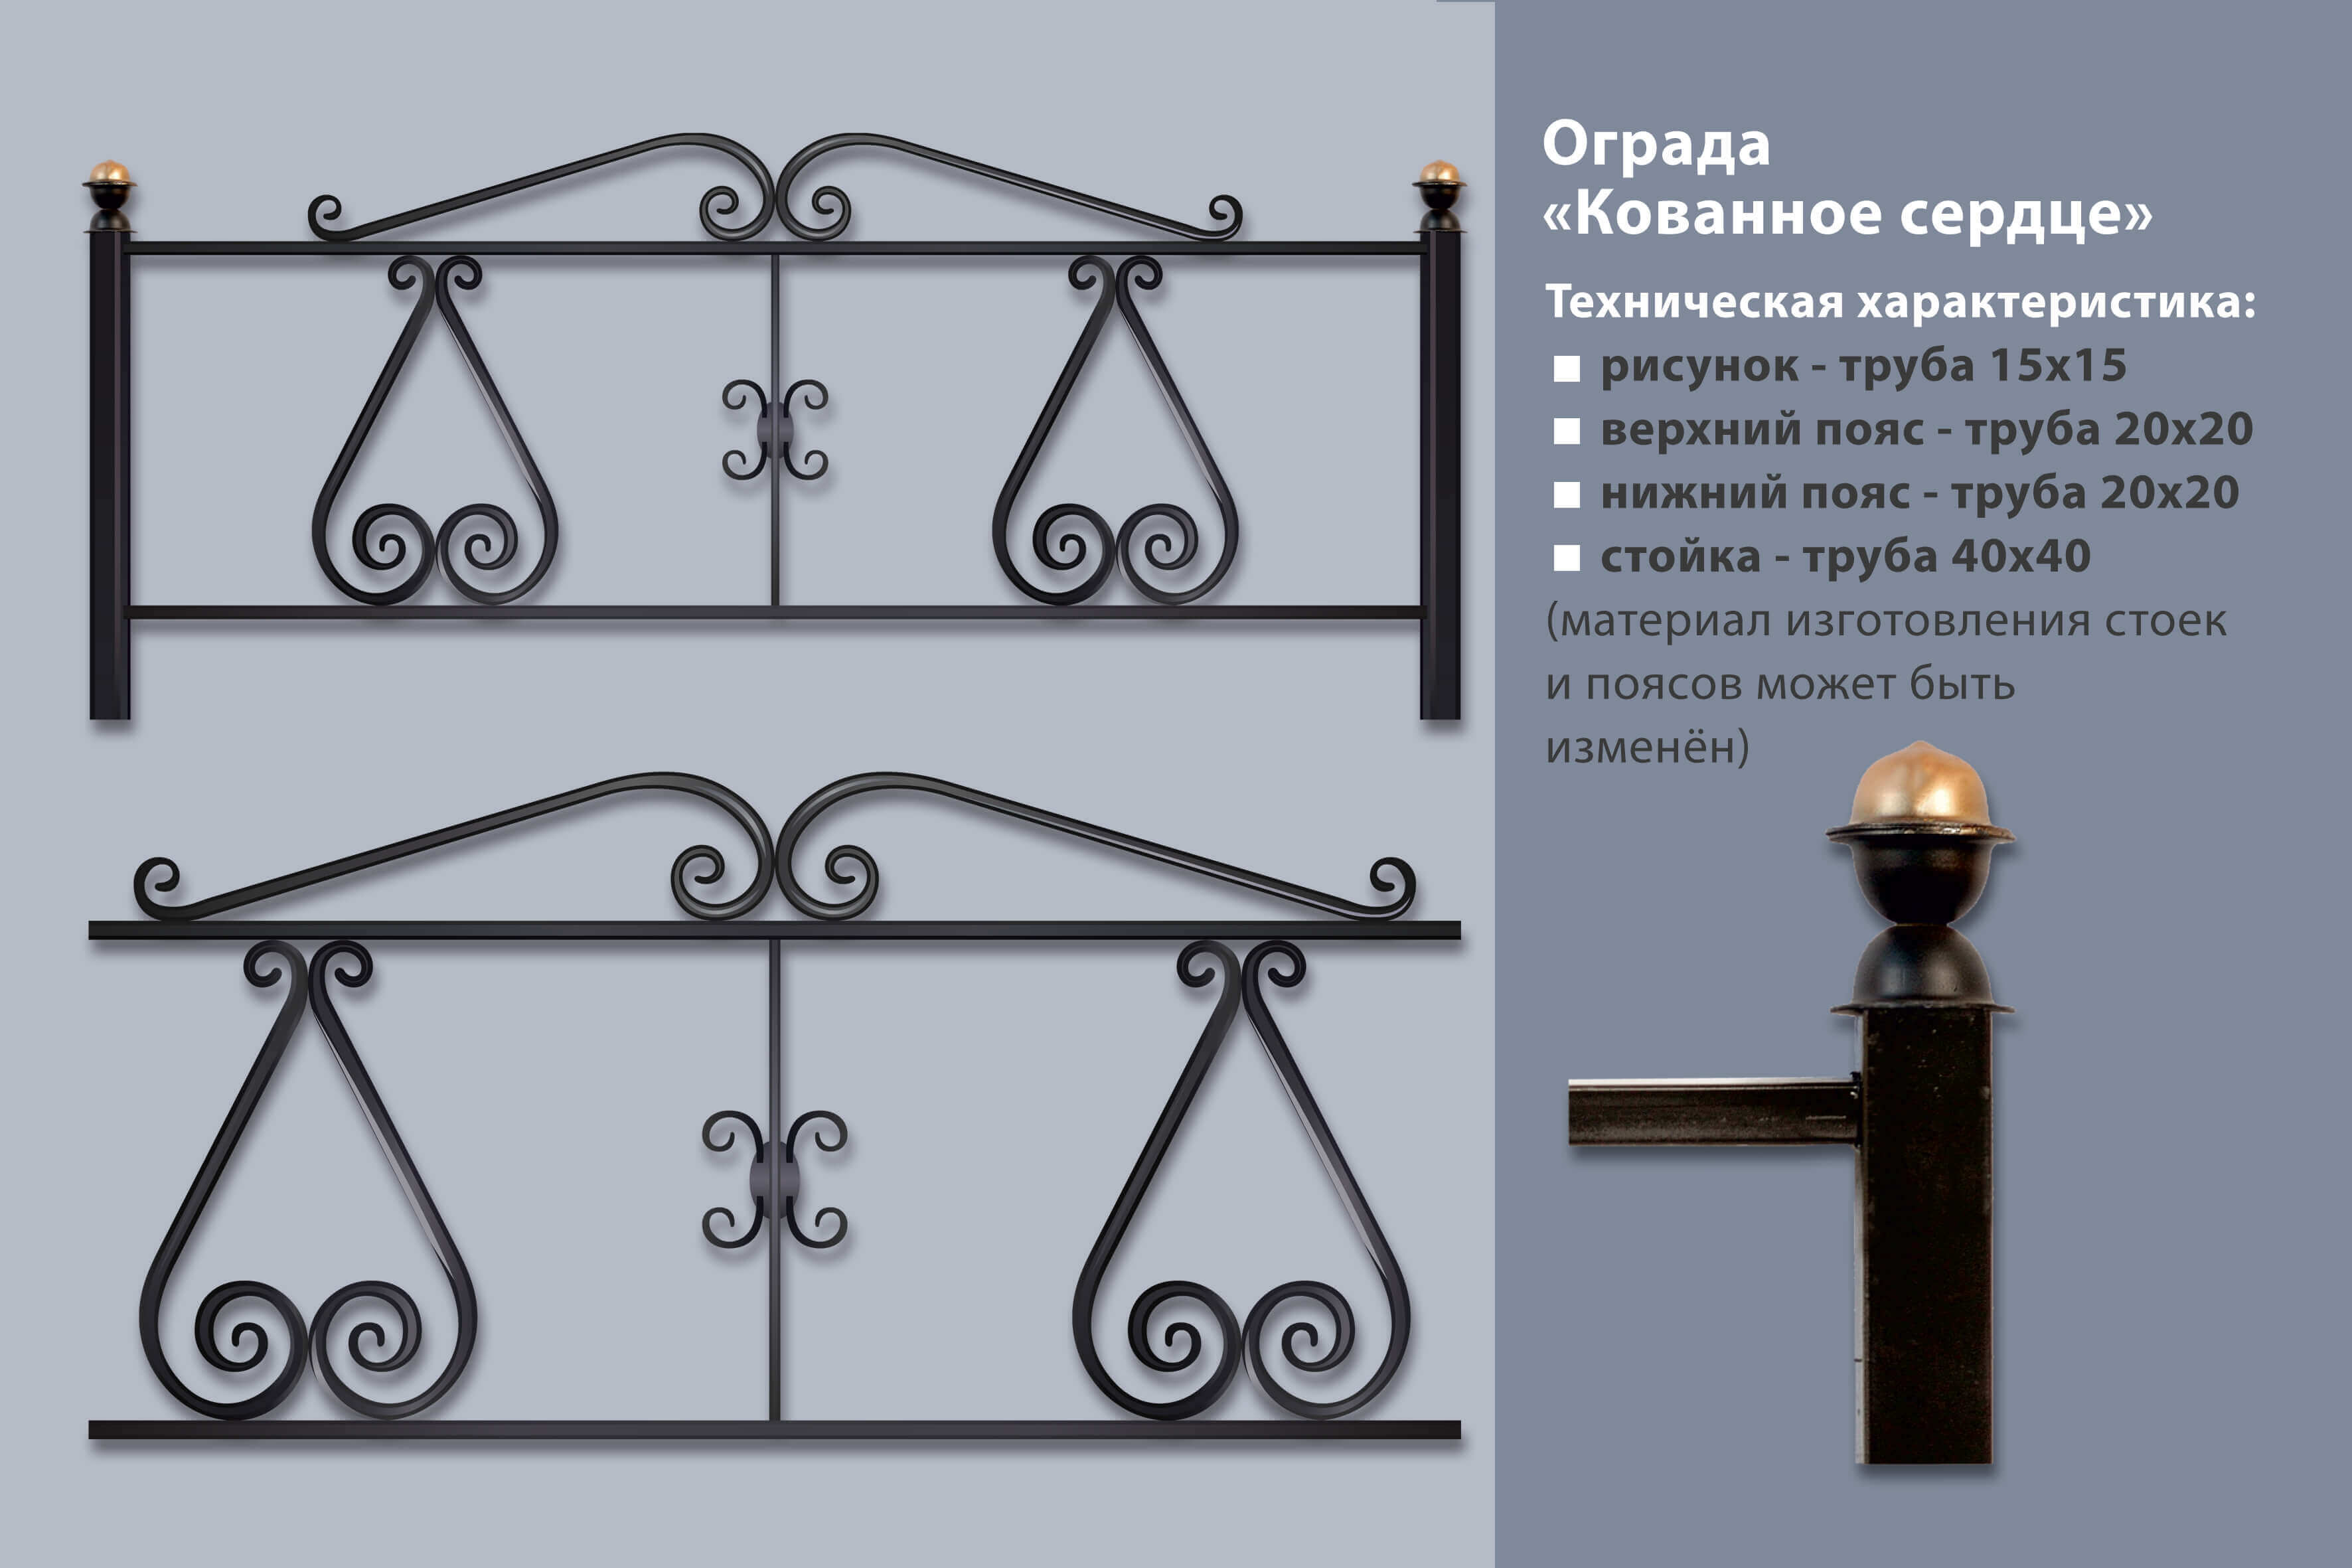 Ограда
«Кованное сердце»
Техническая характеристика:
рисунок - труба 15х15
верхний пояс - труба 20х20
нижний пояс - труба 20х20
стойка - труба 40х40
(материал изготовления стоек
и поясов может быть
изменён)